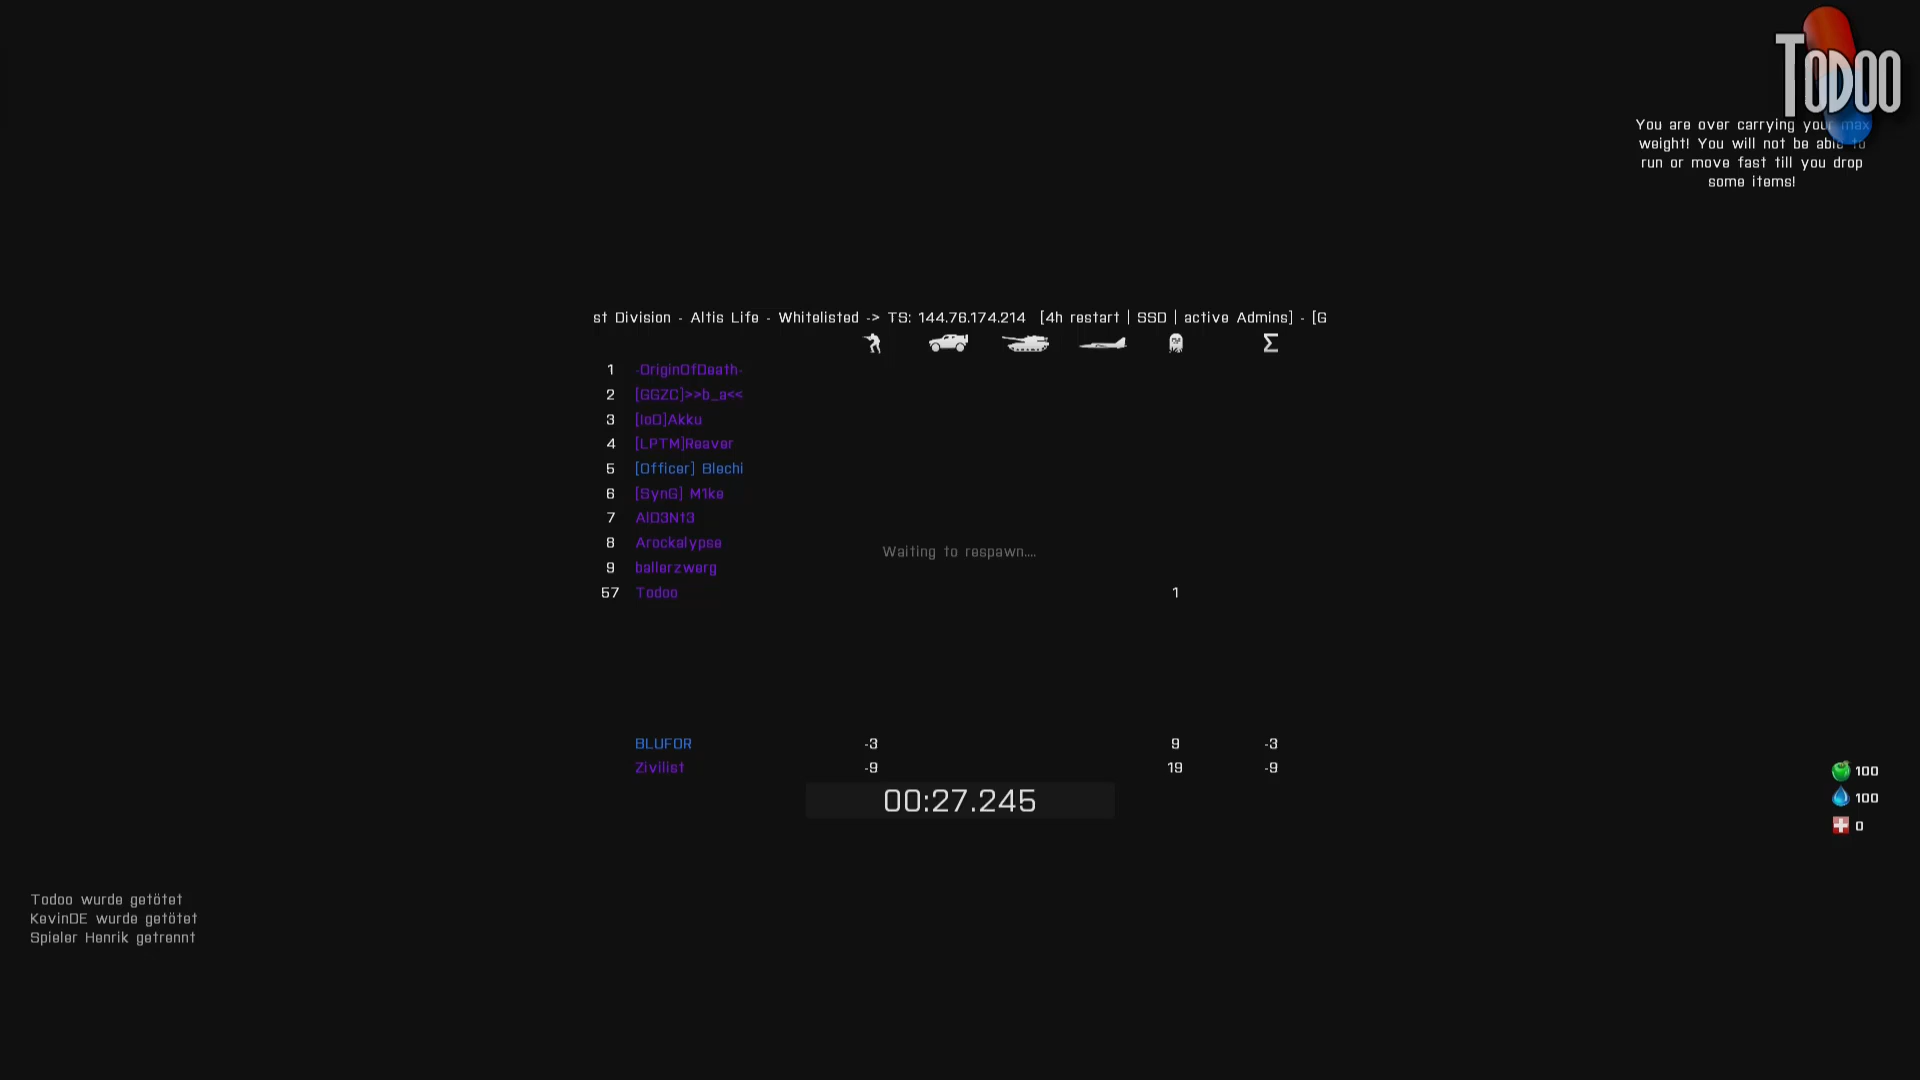 TODOO
You are over carrying your max
weight! You will not be able to
run or move fast till you drop
some items!
st Division - Altis Life - Whitelisted -> TS: 144.76.174.214 [4h restart | SSD | active Admins] - [G
Σ
1 -OriginOfDeath-
2 [GGZC]>>b_a<<
3 [IoD]Akku
4 [LPTM]Reaver
5 [Officer] Blechi
6 [SynG] M1ke
7 AlD3Nt3
8 Arockalypse
Waiting to respawn....
9 ballerzwerg
57 Todoo 1
BLUFOR -3 9 -3
Zivilist -9 19 -9
00:27.245
100
100
0
Todoo wurde getötet
KevinDE wurde getötet
Spieler Henrik getrennt